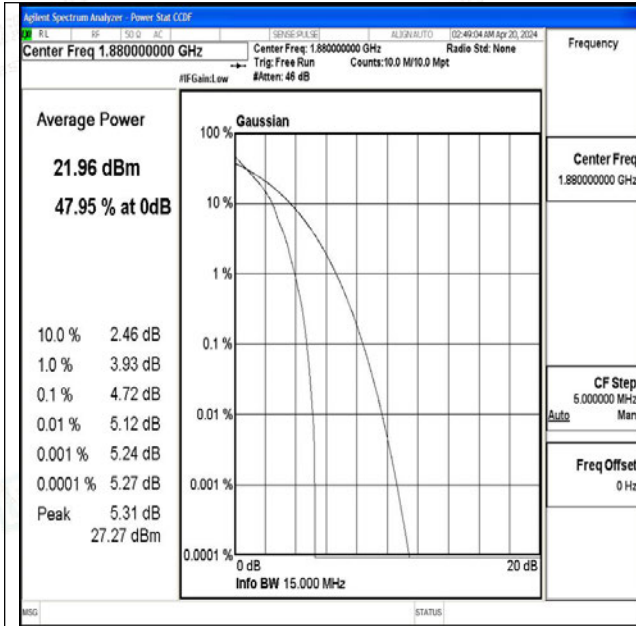 Agilent Spectrum Analyzer - Power Stat CCDF
RL RF 50 Ω AC SENSE:PULSE ALIGNAUTO 02:49:04 AM Apr 20, 2024
Center Freq 1.880000000 GHz
Center Freq: 1.880000000 GHz Radio Std: None
Trig: Free Run Counts:10.0 M/10.0 Mpt
#IFGain:Low #Atten: 46 dB
Frequency
Average Power
21.96 dBm
47.95 % at 0dB
10.0 % 2.46 dB
1.0 % 3.93 dB
0.1 % 4.72 dB
0.01 % 5.12 dB
0.001 % 5.24 dB
0.0001 % 5.27 dB
Peak 5.31 dB
27.27 dBm
Gaussian
100 %
10 %
1 %
0.1 %
0.01 %
0.001 %
0.0001 %
0 dB 20 dB
Info BW 15.000 MHz
Center Freq
1.880000000 GHz
CF Step
5.000000 MHz
Auto Man
Freq Offset
0 Hz
MSG STATUS